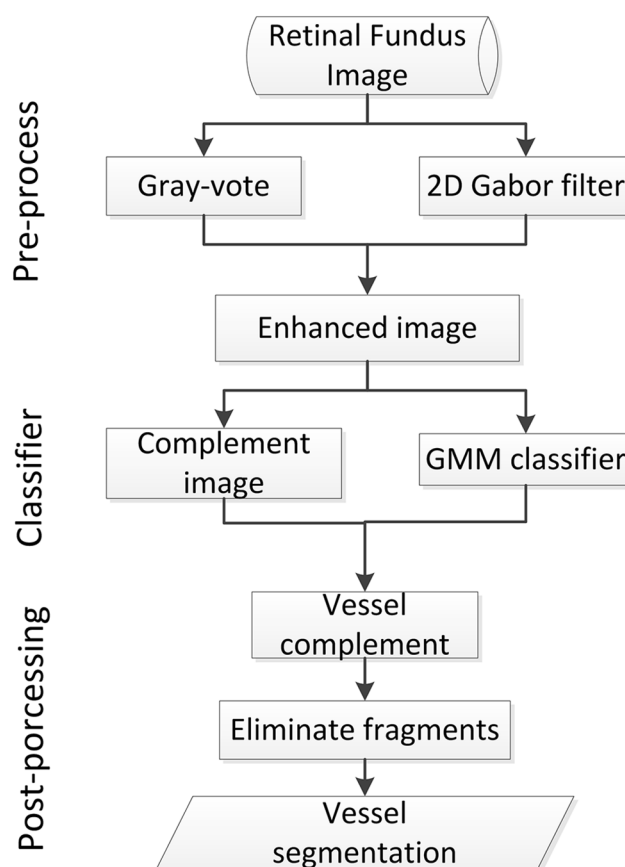 Retinal Fundus
Image
Pre-process
Gray-vote
2D Gabor filter
Enhanced image
Classifier
Complement
image
GMM classifier
Post-porcessing
Vessel
complement
Eliminate fragments
Vessel
segmentation